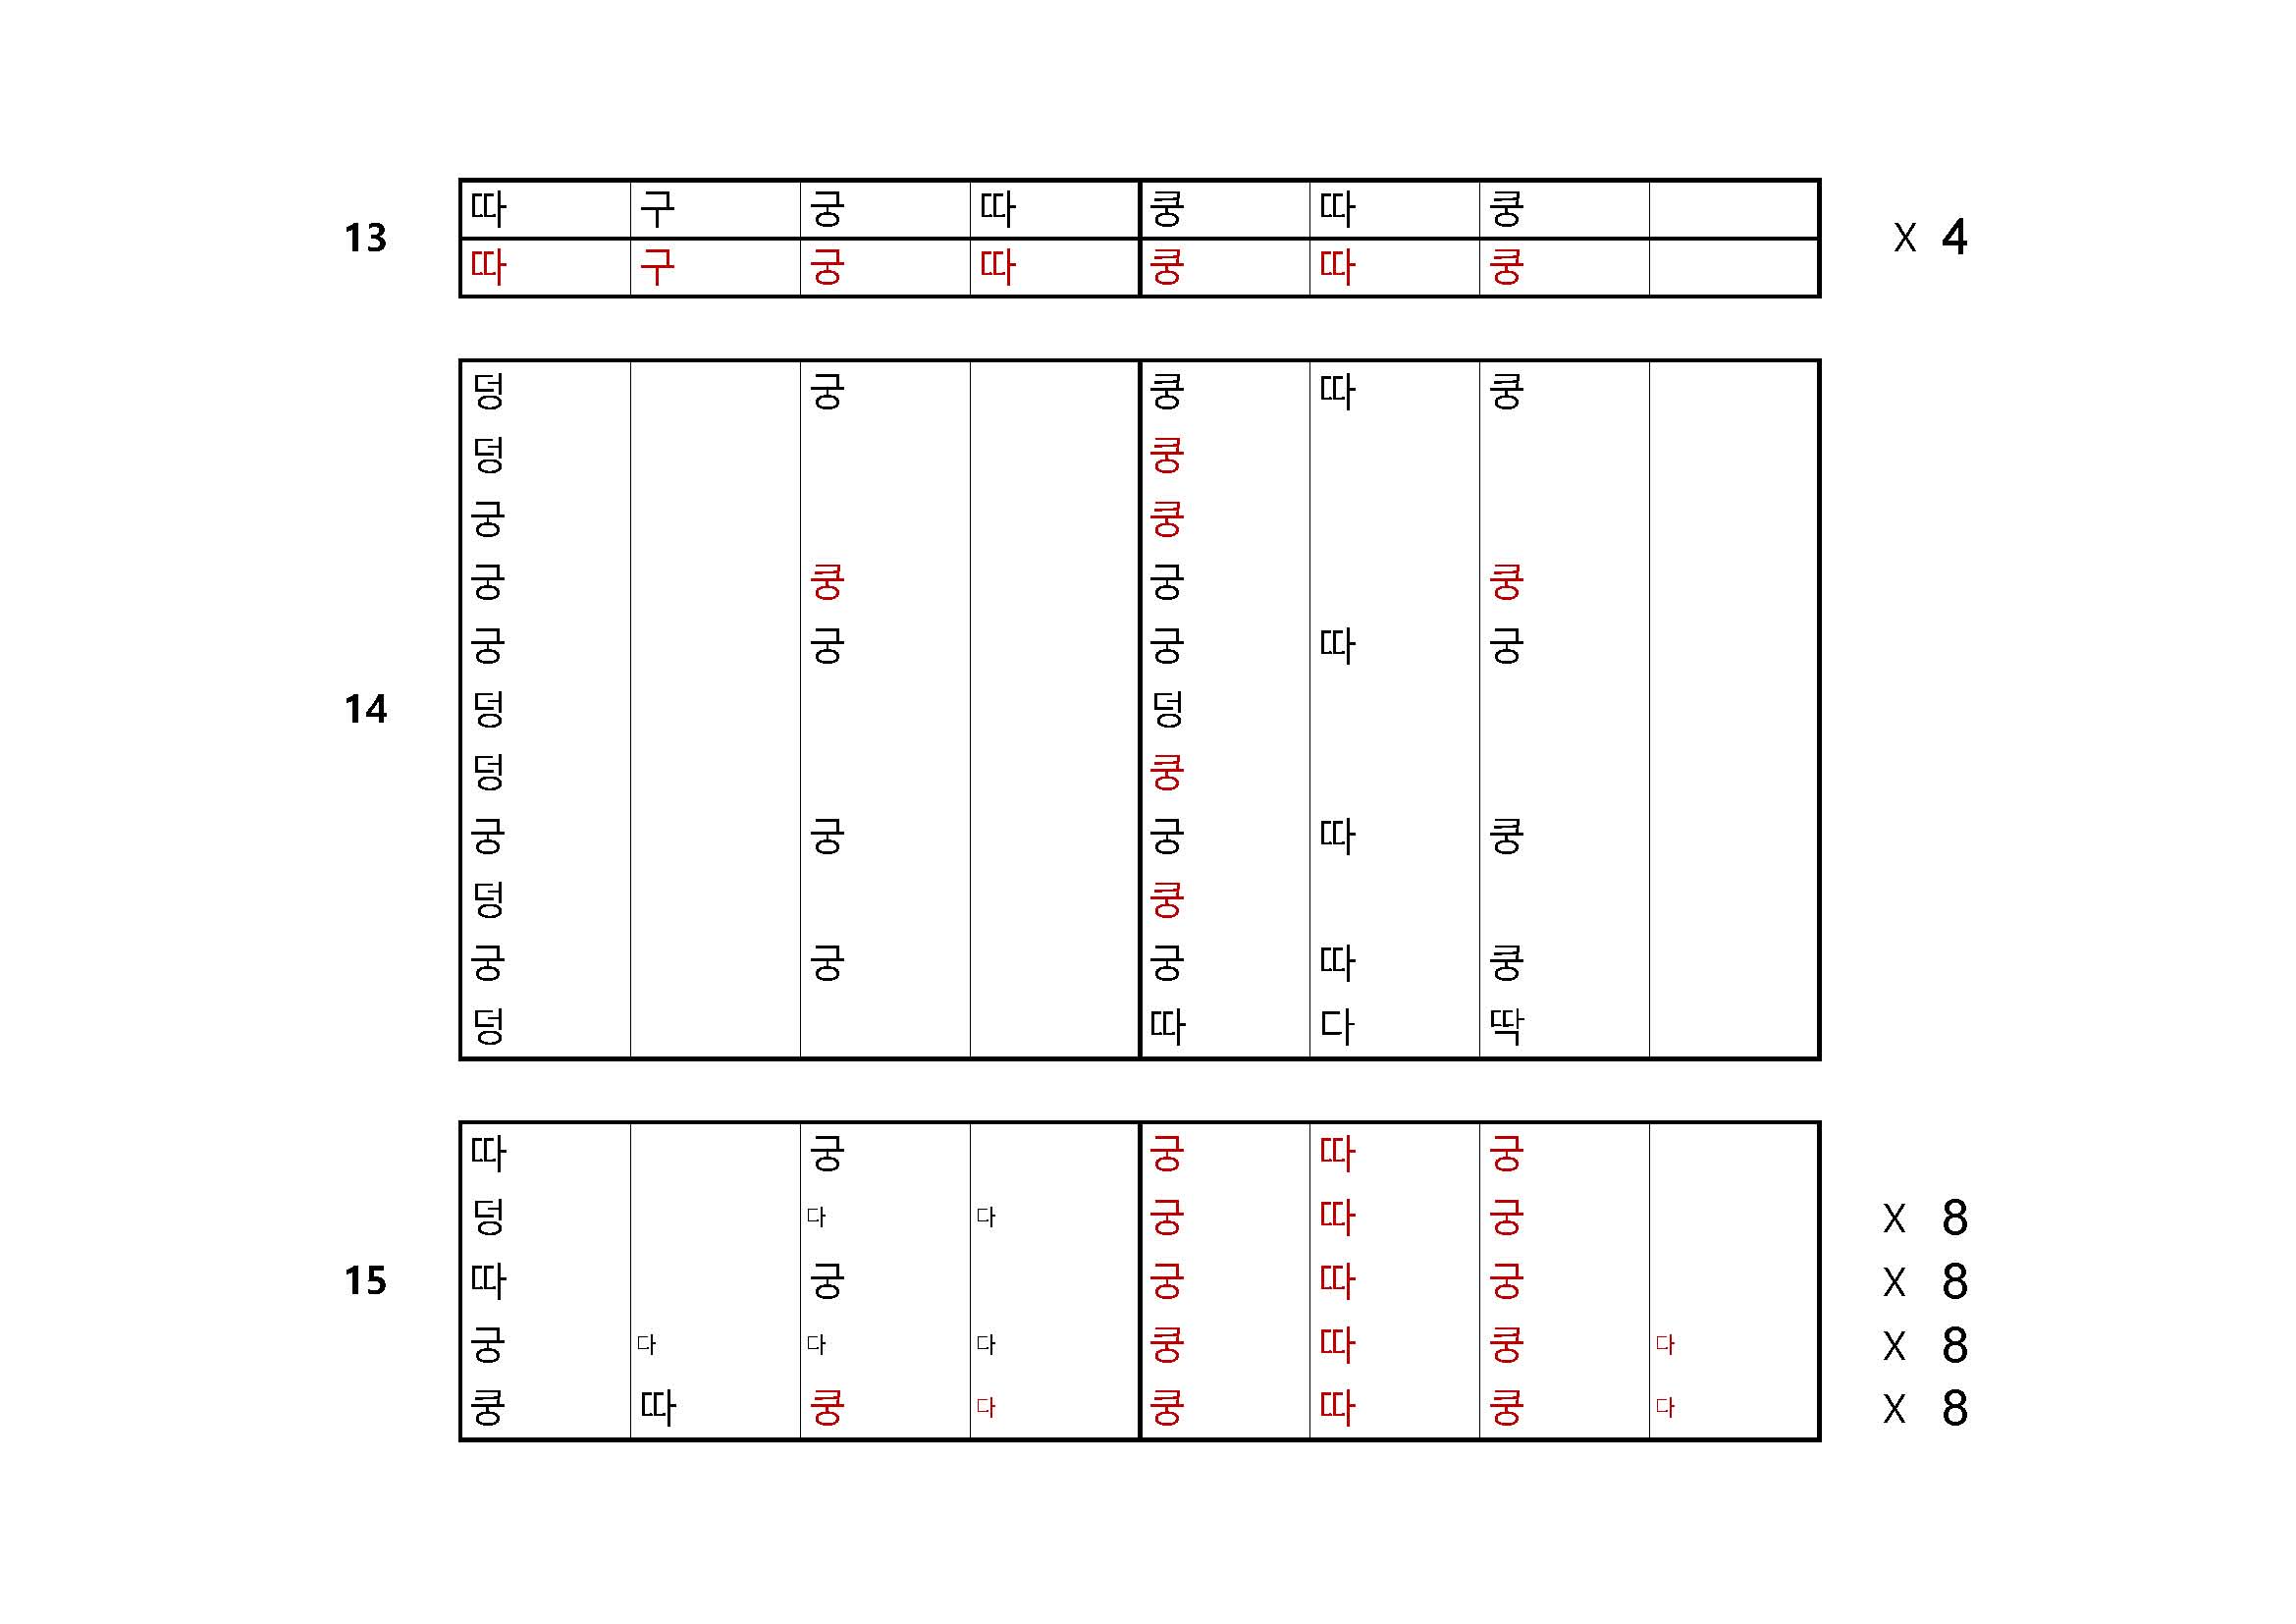 13
따 구 궁 따 쿵 따 쿵
따 구 궁 따 쿵 따 쿵
X 4
14
덩 궁 쿵 따 쿵
덩 쿵
궁 쿵
궁 쿵 궁 쿵
궁 궁 궁 따 궁
덩 덩
덩 쿵
궁 궁 궁 따 쿵
덩 쿵
궁 궁 궁 따 쿵
덩 따 다 딱
15
따 궁 궁 따 궁
덩 다 다 궁 따 궁 X 8
따 궁 궁 따 궁 X 8
궁 다 다 다 쿵 따 쿵 다 X 8
쿵 따 쿵 다 쿵 따 쿵 다 X 8